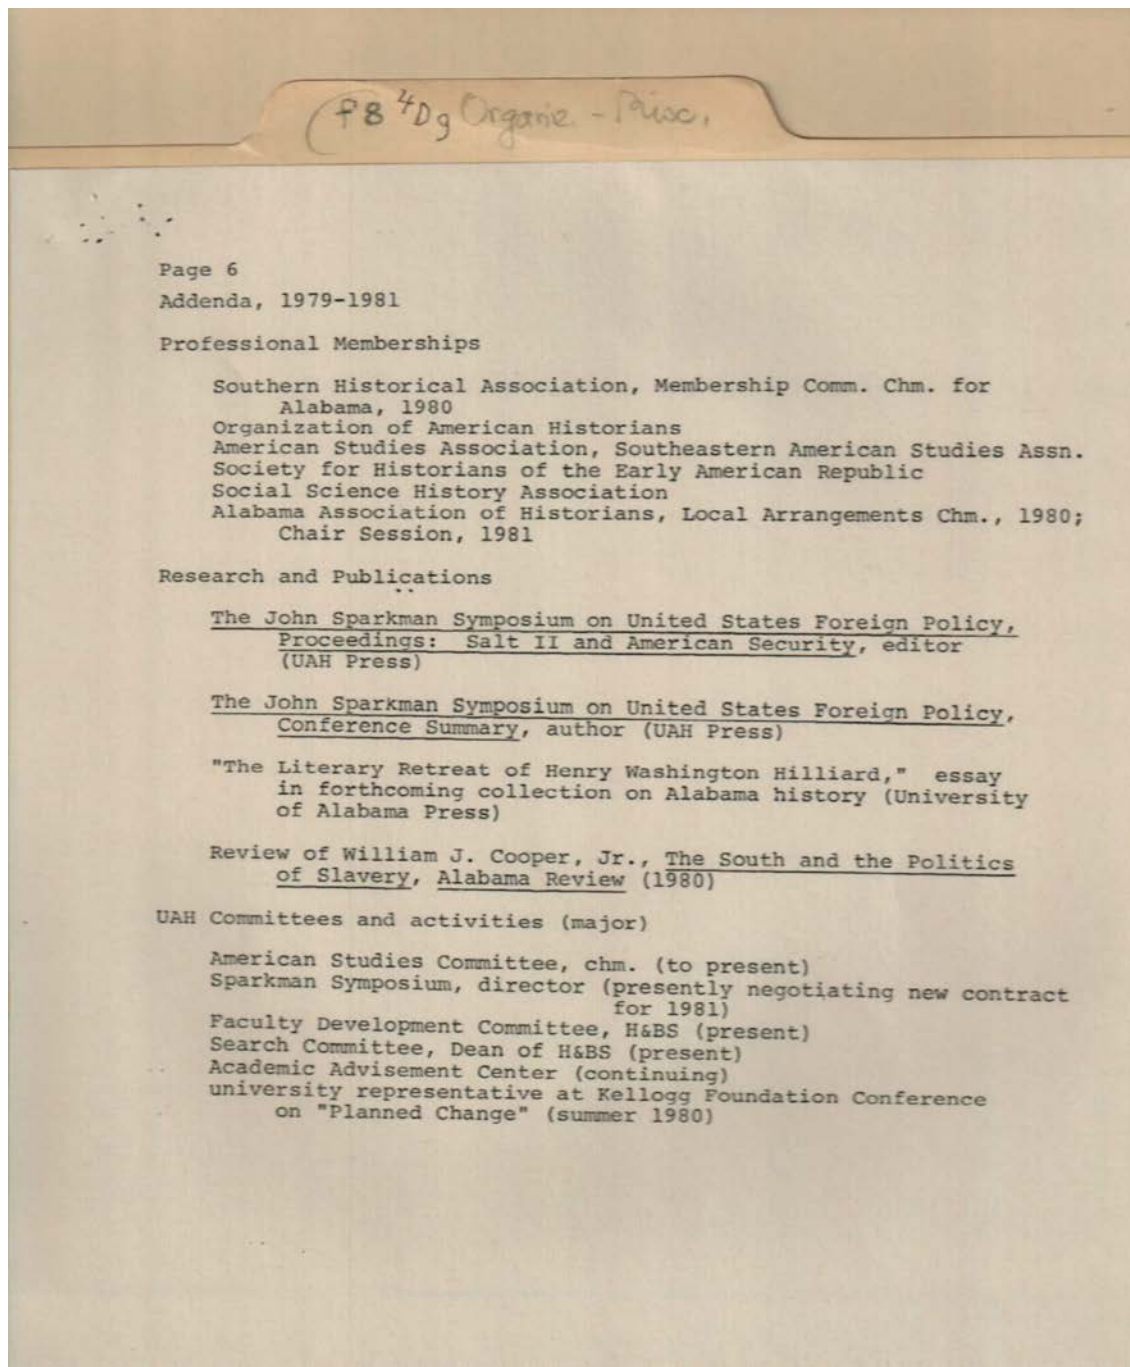 Organiz. - Misc.
Page 6
Addenda, 1979-1981
Professional Memberships
Southern Historical Association, Membership Comm. Chm. for
Alabama, 1980
Organization of American Historians
American Studies Association, Southeastern American Studies Assn.
Society for Historians of the Early American Republic
Social Science History Association
Alabama Association of Historians, Local Arrangements Chm., 1980;
Chair Session, 1981
Research and Publications
The John Sparkman Symposium on United States Foreign Policy,
Proceedings: Salt II and American Security, editor
(UAH Press)
The John Sparkman Symposium on United States Foreign Policy,
Conference Summary, author (UAH Press)
"The Literary Retreat of Henry Washington Hilliard," essay
in forthcoming collection on Alabama history (University
of Alabama Press)
Review of William J. Cooper, Jr., The South and the Politics
of Slavery, Alabama Review (1980)
UAH Committees and activities (major)
American Studies Committee, chm. (to present)
Sparkman Symposium, director (presently negotiating new contract
for 1981)
Faculty Development Committee, H&BS (present)
Search Committee, Dean of H&BS (present)
Academic Advisement Center (continuing)
university representative at Kellogg Foundation Conference
on "Planned Change" (summer 1980)